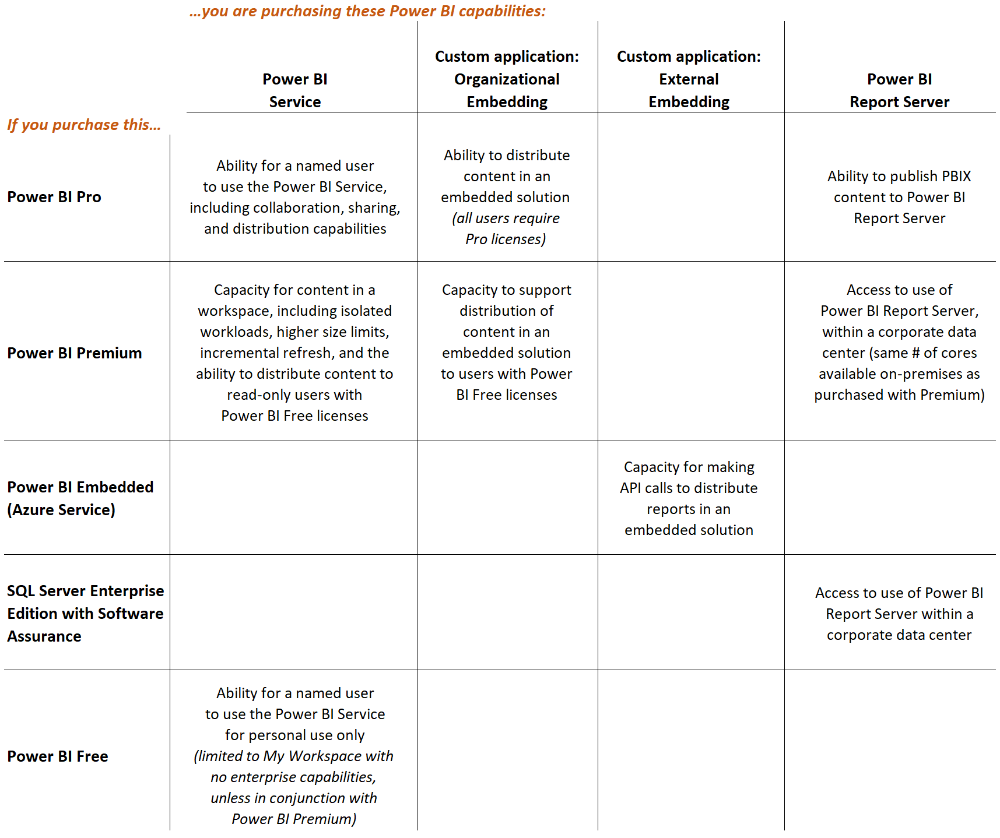 …you are purchasing these Power BI capabilities:
Power BI
Service
Custom application:
Organizational
Embedding
Custom application:
External
Embedding
Power BI
Report Server
If you purchase this…
Power BI Pro
Ability for a named user
to use the Power BI Service,
including collaboration, sharing,
and distribution capabilities
Ability to distribute
content in an
embedded solution
(all users require
Pro licenses)
Ability to publish PBIX
content to Power BI
Report Server
Power BI Premium
Capacity for content in a
workspace, including isolated
workloads, higher size limits,
incremental refresh, and the
ability to distribute content to
read-only users with
Power BI Free licenses
Capacity to support
distribution of
content in an
embedded solution
to users with Power
BI Free licenses
Access to use of
Power BI Report Server,
within a corporate data
center (same # of cores
available on-premises as
purchased with Premium)
Power BI Embedded
(Azure Service)
Capacity for making
API calls to distribute
reports in an
embedded solution
SQL Server Enterprise
Edition with Software
Assurance
Access to use of Power BI
Report Server within a
corporate data center
Power BI Free
Ability for a named user
to use the Power BI Service
for personal use only
(limited to My Workspace with
no enterprise capabilities,
unless in conjunction with
Power BI Premium)